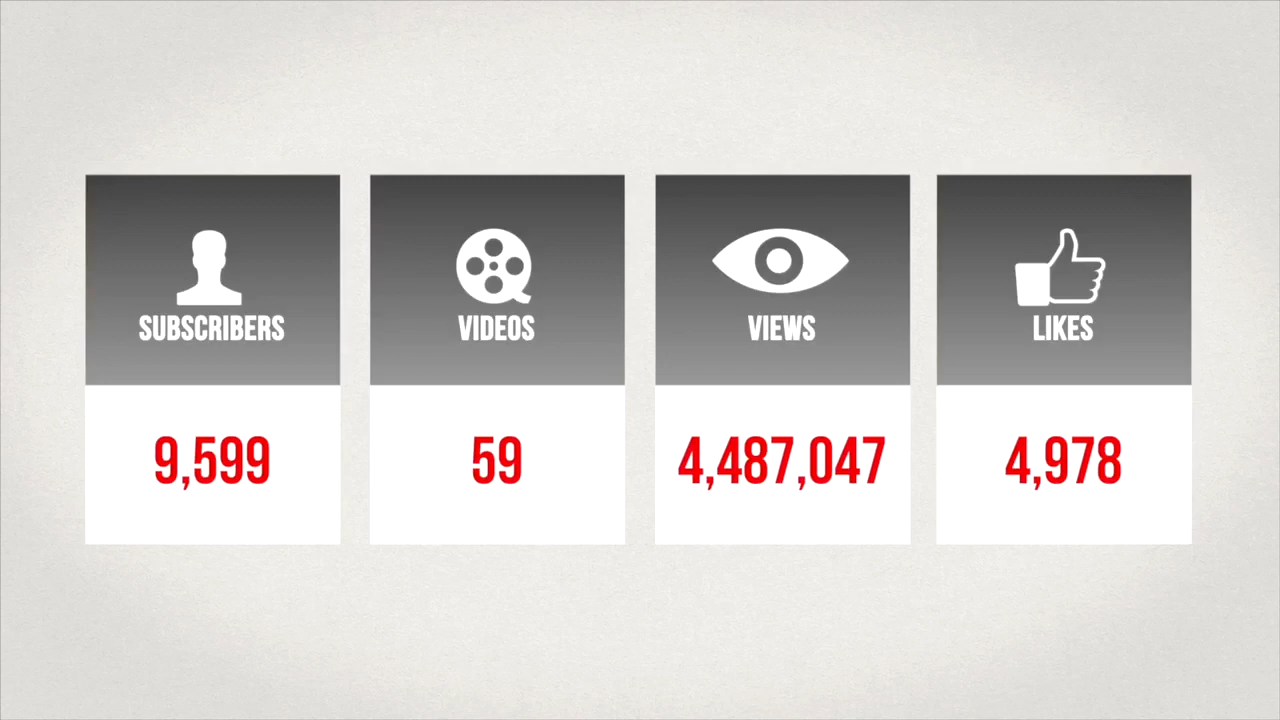 SUBSCRIBERS
9,599
VIDEOS
59
VIEWS
4,487,047
LIKES
4,978